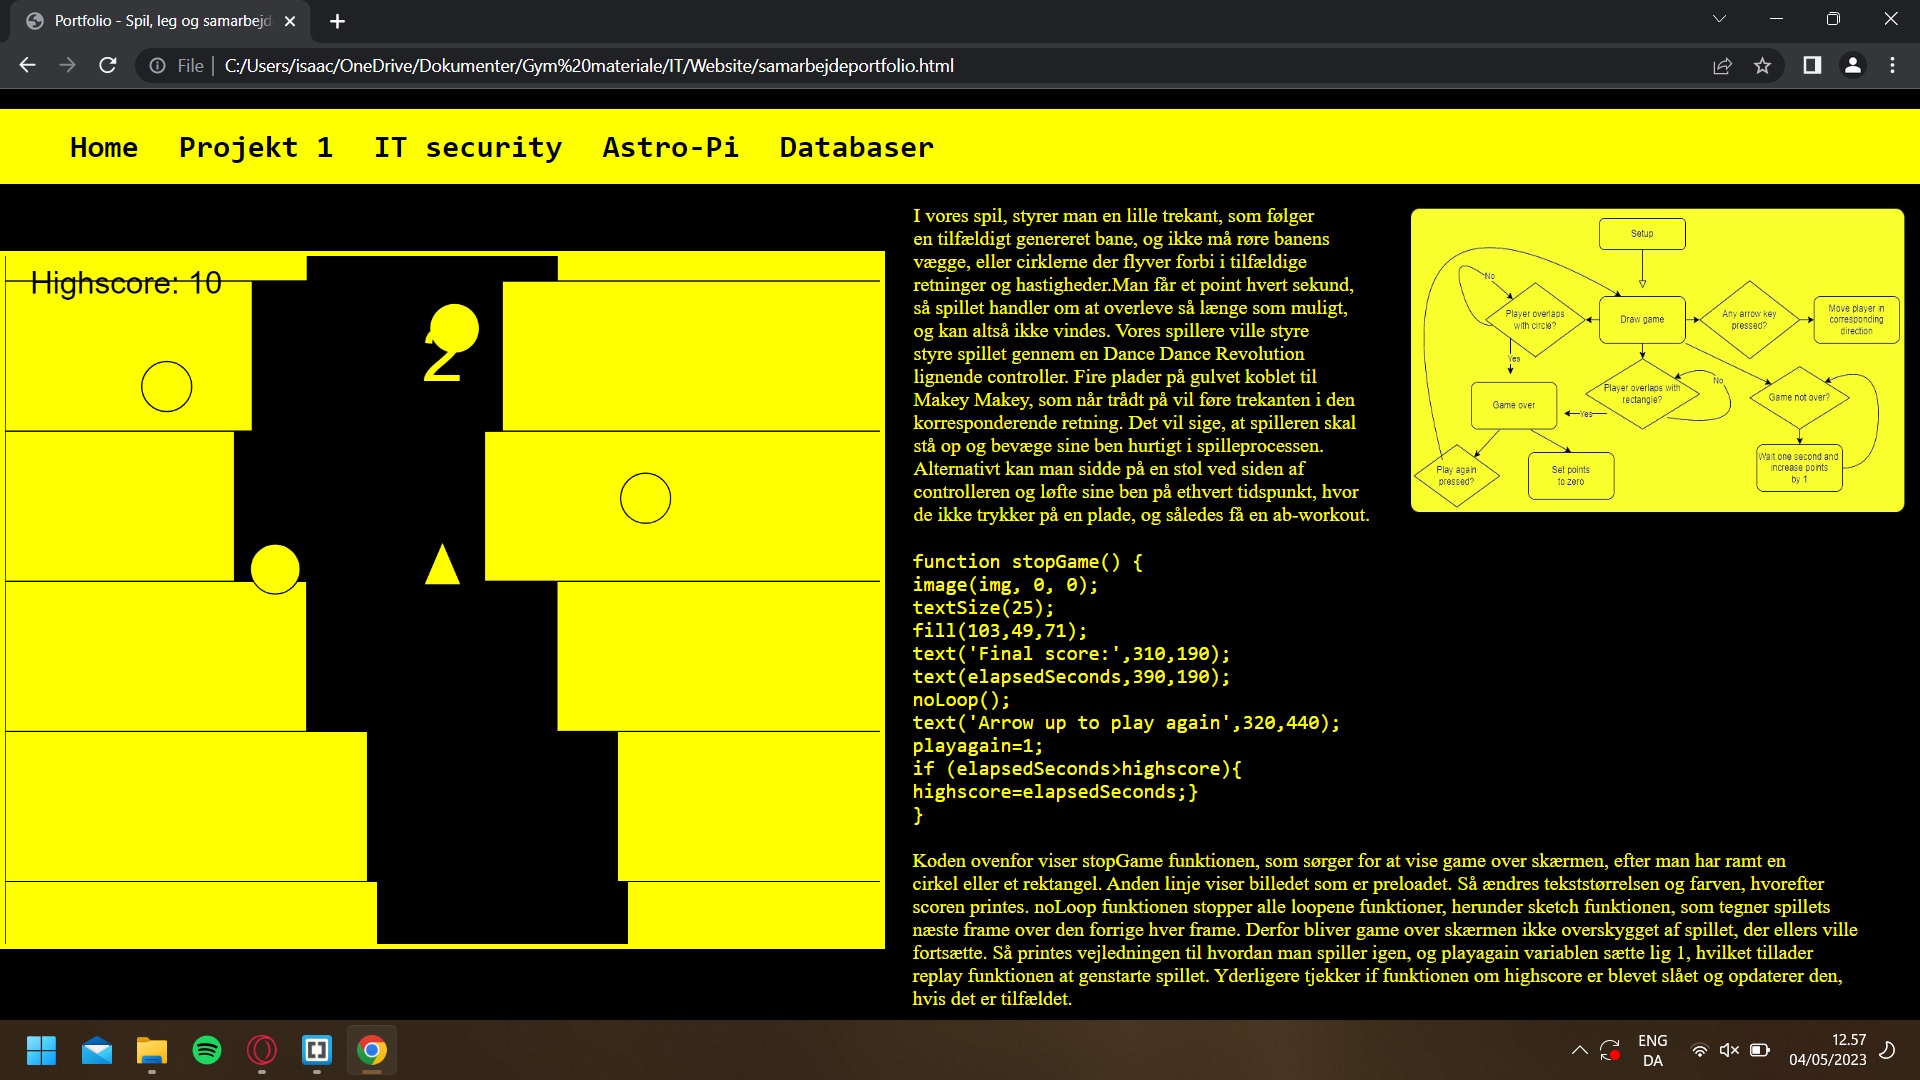 Portfolio - Spil, leg og samarbejd
File
C:/Users/isaac/OneDrive/Dokumenter/Gym%20materiale/IT/Website/samarbejdeportfolio.html
Home Projekt 1 IT security Astro-Pi Databaser
Highscore: 10
2
I vores spil, styrer man en lille trekant, som følger
en tilfældigt genereret bane, og ikke må røre banens
vægge, eller cirklerne der flyver forbi i tilfældige
retninger og hastigheder.Man får et point hvert sekund,
så spillet handler om at overleve så længe som muligt,
og kan altså ikke vindes. Vores spillere ville styre
styre spillet gennem en Dance Dance Revolution
lignende controller. Fire plader på gulvet koblet til
Makey Makey, som når trådt på vil føre trekanten i den
korresponderende retning. Det vil sige, at spilleren skal
stå op og bevæge sine ben hurtigt i spilleprocessen.
Alternativt kan man sidde på en stol ved siden af
controlleren og løfte sine ben på ethvert tidspunkt, hvor
de ikke trykker på en plade, og således få en ab-workout.
Setup
No
Player overlaps
with circle?
Draw game
Any arrow key
pressed?
Move player in
corresponding
direction
Yes
Player overlaps with
rectangle?
No
Game not over?
Game over
Yes
Play again
pressed?
Set points
to zero
Wait one second and
increase points
by 1
function stopGame() {
image(img, 0, 0);
textSize(25);
fill(103,49,71);
text('Final score:',310,190);
text(elapsedSeconds,390,190);
noLoop();
text('Arrow up to play again',320,440);
playagain=1;
if (elapsedSeconds>highscore){
highscore=elapsedSeconds;}
}
Koden ovenfor viser stopGame funktionen, som sørger for at vise game over skærmen, efter man har ramt en
cirkel eller et rektangel. Anden linje viser billedet som er preloadet. Så ændres tekststørrelsen og farven, hvorefter
scoren printes. noLoop funktionen stopper alle loopene funktioner, herunder sketch funktionen, som tegner spillets
næste frame over den forrige hver frame. Derfor bliver game over skærmen ikke overskygget af spillet, der ellers ville
fortsætte. Så printes vejledningen til hvordan man spiller igen, og playagain variablen sætte lig 1, hvilket tillader
replay funktionen at genstarte spillet. Yderligere tjekker if funktionen om highscore er blevet slået og opdaterer den,
hvis det er tilfældet.
ENG
DA
12.57
04/05/2023